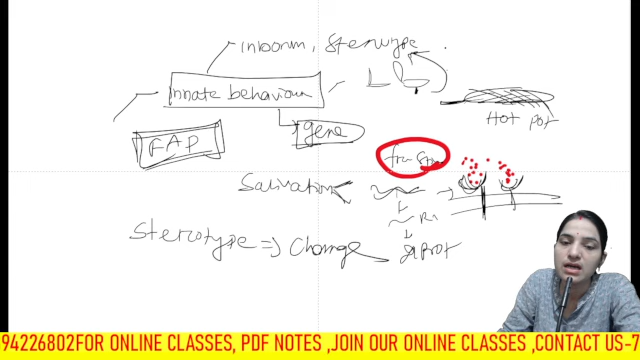 inborn, Sterotype
Innate behaviour
gene
FAP
Hot pot
Salivation
Sterotype => Change
Prot
94226802FOR ONLINE CLASSES, PDF NOTES ,JOIN OUR ONLINE CLASSES ,CONTACT US-7